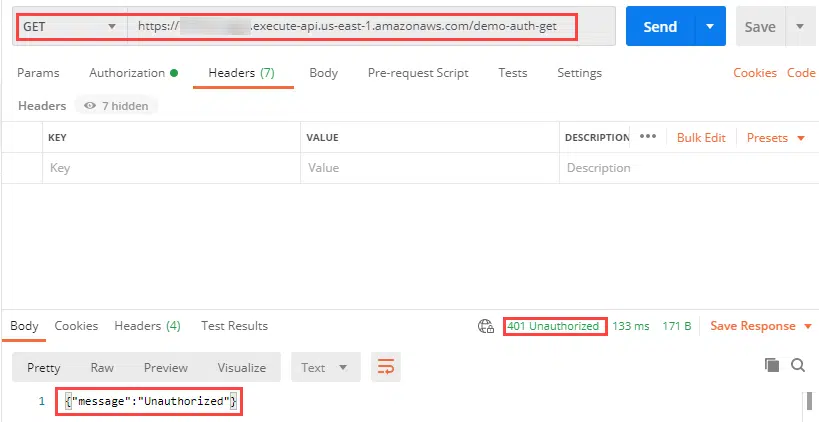 GET https:// .execute-api.us-east-1.amazonaws.com/demo-auth-get Send Save
Params Authorization Headers (7) Body Pre-request Script Tests Settings Cookies Code
Headers 7 hidden
KEY VALUE DESCRIPTION ••• Bulk Edit Presets
Key Value Description
Body Cookies Headers (4) Test Results 401 Unauthorized 133 ms 171 B Save Response
Pretty Raw Preview Visualize Text
1 {"message":"Unauthorized"}